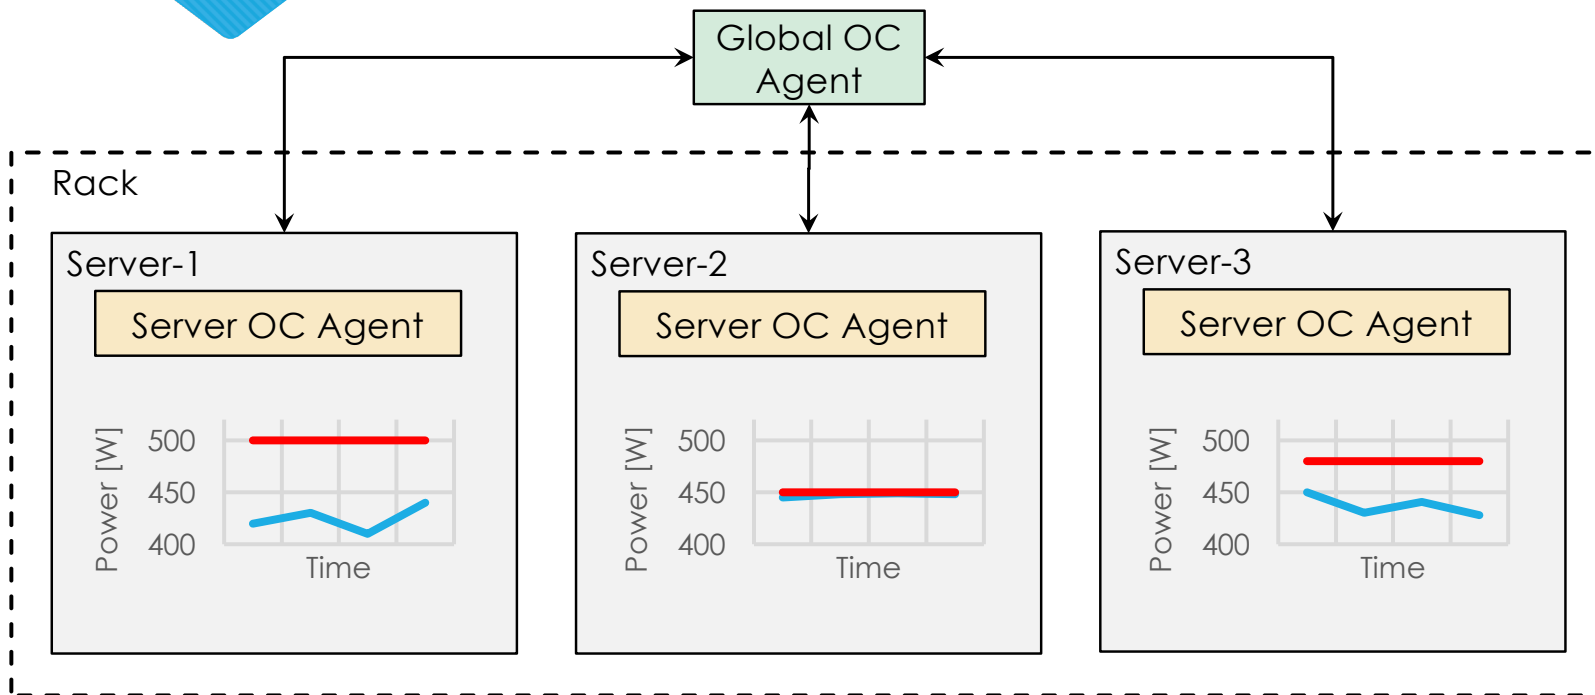 Global OC
Agent
Rack
Server-1
Server OC Agent
Power [W]
500
450
400
Time
Server-2
Server OC Agent
Power [W]
500
450
400
Time
Server-3
Server OC Agent
Power [W]
500
450
400
Time